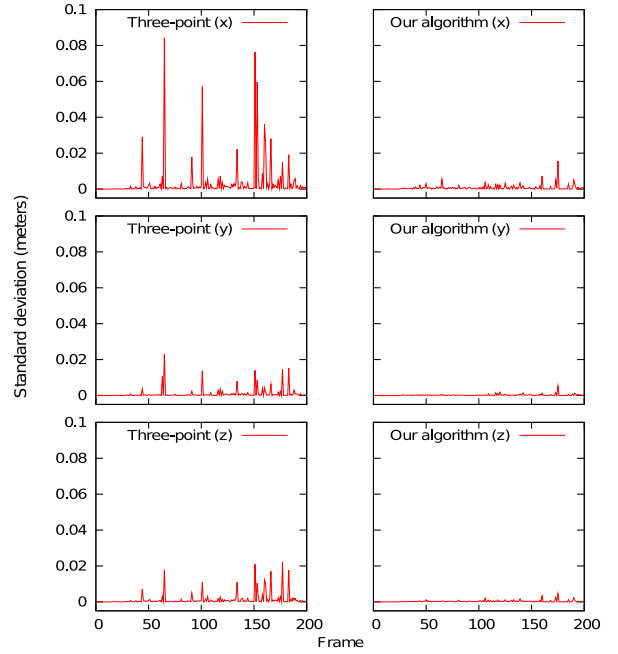 Standard deviation (meters)
0.1
0.08
0.06
0.04
0.02
0
Three-point (x)
Our algorithm (x)
0.1
0.08
0.06
0.04
0.02
0
Three-point (y)
Our algorithm (y)
0.1
0.08
0.06
0.04
0.02
0
Three-point (z)
Our algorithm (z)
0 50 100 150 200
0 50 100 150 200
Frame